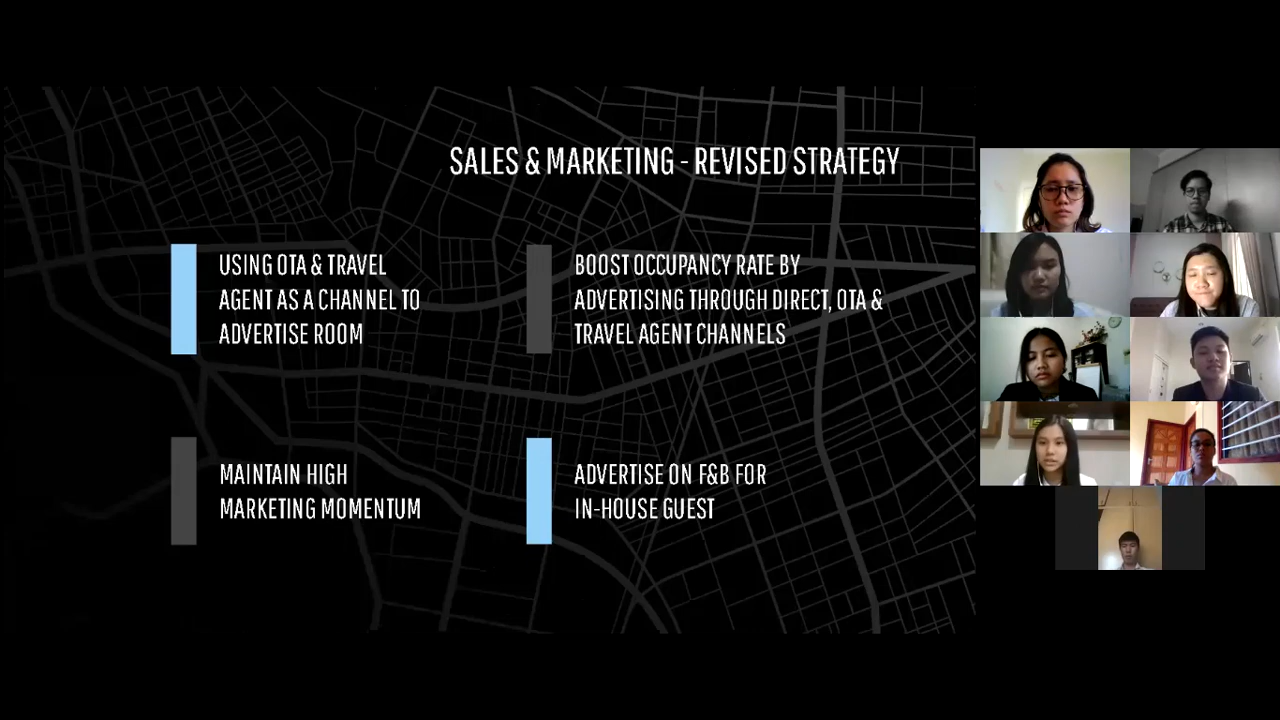 SALES & MARKETING - REVISED STRATEGY
USING OTA & TRAVEL
AGENT AS A CHANNEL TO
ADVERTISE ROOM
BOOST OCCUPANCY RATE BY
ADVERTISING THROUGH DIRECT, OTA &
TRAVEL AGENT CHANNELS
MAINTAIN HIGH
MARKETING MOMENTUM
ADVERTISE ON F&B FOR
IN-HOUSE GUEST